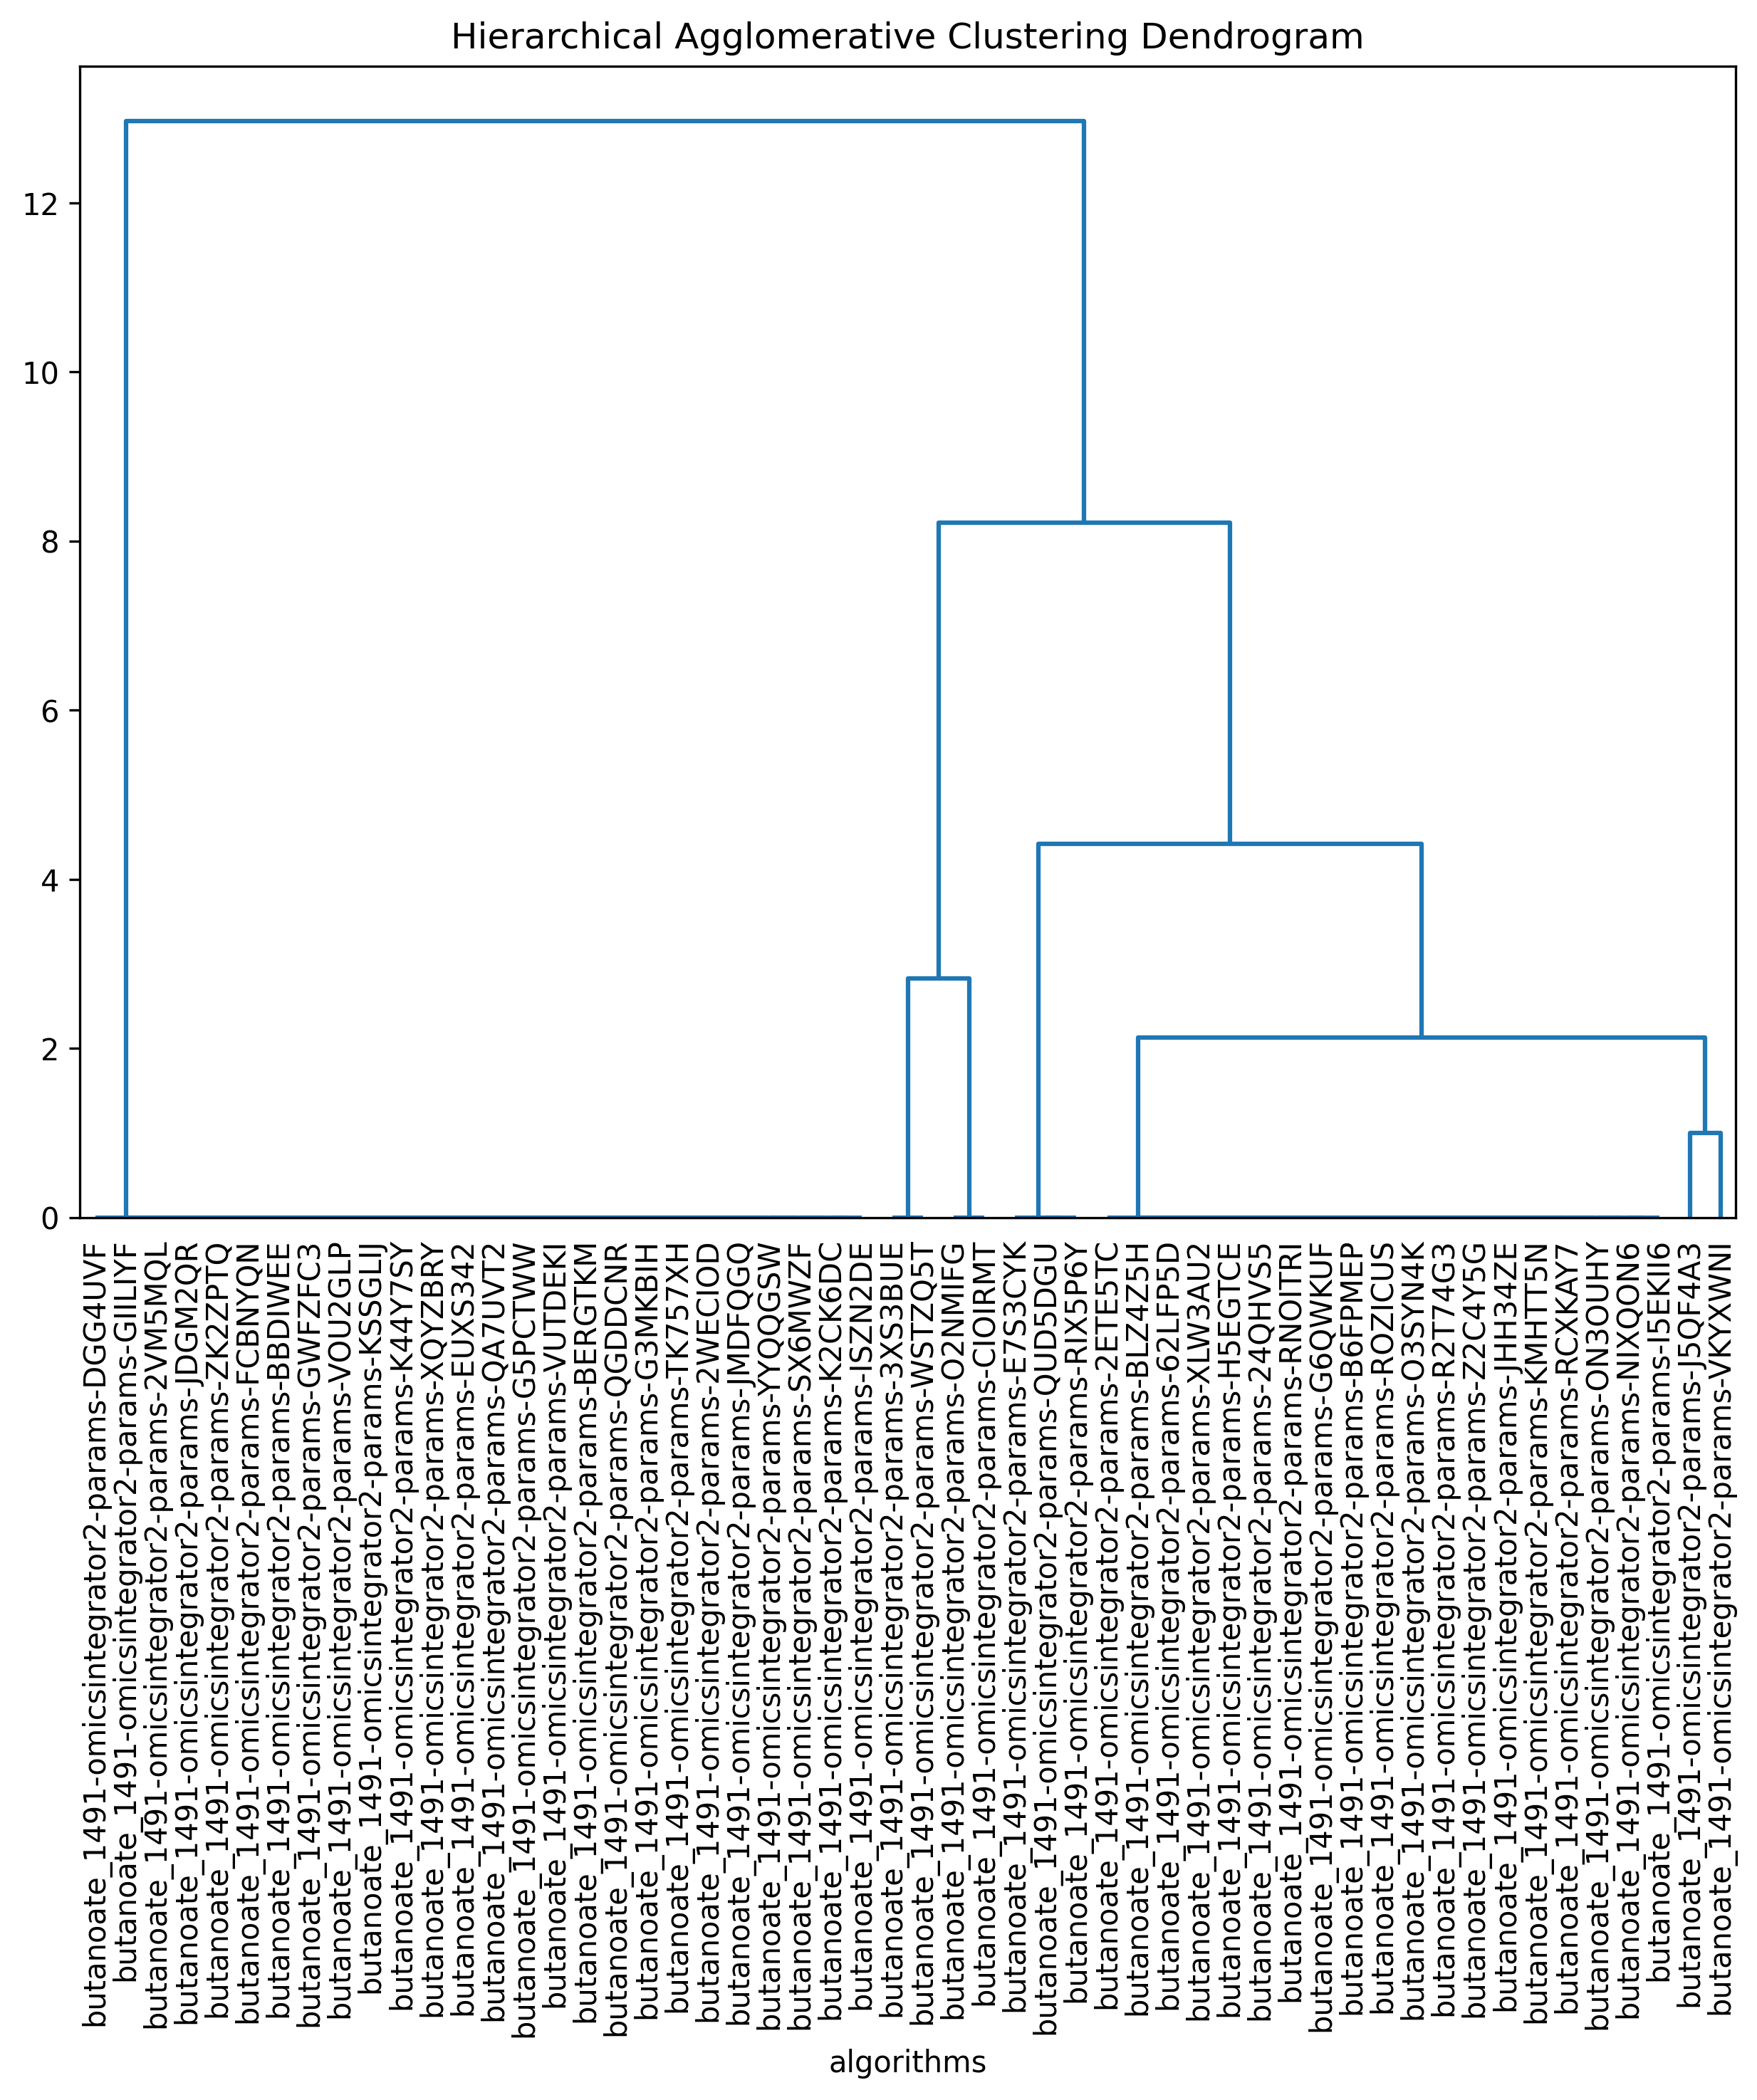 Hierarchical Agglomerative Clustering Dendrogram
12
10
8
6
4
2
0
butanoate_1491-omicsintegrator2-params-DGG4UVF
butanoate_1491-omicsintegrator2-params-GIILIYF
butanoate_1491-omicsintegrator2-params-2VM5MQL
butanoate_1491-omicsintegrator2-params-JDGM2QR
butanoate_1491-omicsintegrator2-params-ZK2ZPTQ
butanoate_1491-omicsintegrator2-params-FCBNYQN
butanoate_1491-omicsintegrator2-params-BBDIWEE
butanoate_1491-omicsintegrator2-params-GWFZFC3
butanoate_1491-omicsintegrator2-params-VOU2GLP
butanoate_1491-omicsintegrator2-params-KSSGLIJ
butanoate_1491-omicsintegrator2-params-K44Y7SY
butanoate_1491-omicsintegrator2-params-XQYZBRY
butanoate_1491-omicsintegrator2-params-EUXS342
butanoate_1491-omicsintegrator2-params-QA7UVT2
butanoate_1491-omicsintegrator2-params-G5PCTWW
butanoate_1491-omicsintegrator2-params-VUTDEKI
butanoate_1491-omicsintegrator2-params-BERGTKM
butanoate_1491-omicsintegrator2-params-QGDDCNR
butanoate_1491-omicsintegrator2-params-G3MKBIH
butanoate_1491-omicsintegrator2-params-TK757XH
butanoate_1491-omicsintegrator2-params-2WECIOD
butanoate_1491-omicsintegrator2-params-JMDFQGQ
butanoate_1491-omicsintegrator2-params-YYQQGSW
butanoate_1491-omicsintegrator2-params-SX6MWZF
butanoate_1491-omicsintegrator2-params-K2CK6DC
butanoate_1491-omicsintegrator2-params-ISZN2DE
butanoate_1491-omicsintegrator2-params-3XS3BUE
butanoate_1491-omicsintegrator2-params-WSTZQ5T
butanoate_1491-omicsintegrator2-params-O2NMIFG
butanoate_1491-omicsintegrator2-params-CIOIRMT
butanoate_1491-omicsintegrator2-params-E7S3CYK
butanoate_1491-omicsintegrator2-params-QUD5DGU
butanoate_1491-omicsintegrator2-params-RIX5P6Y
butanoate_1491-omicsintegrator2-params-2ETE5TC
butanoate_1491-omicsintegrator2-params-BLZ4Z5H
butanoate_1491-omicsintegrator2-params-62LFP5D
butanoate_1491-omicsintegrator2-params-XLW3AU2
butanoate_1491-omicsintegrator2-params-H5EGTCE
butanoate_1491-omicsintegrator2-params-24QHVS5
butanoate_1491-omicsintegrator2-params-RNOITRI
butanoate_1491-omicsintegrator2-params-G6QWKUF
butanoate_1491-omicsintegrator2-params-B6FPMEP
butanoate_1491-omicsintegrator2-params-ROZICUS
butanoate_1491-omicsintegrator2-params-O3SYN4K
butanoate_1491-omicsintegrator2-params-R2T74G3
butanoate_1491-omicsintegrator2-params-Z2C4Y5G
butanoate_1491-omicsintegrator2-params-JHH34ZE
butanoate_1491-omicsintegrator2-params-KMHTT5N
butanoate_1491-omicsintegrator2-params-RCXKAY7
butanoate_1491-omicsintegrator2-params-ON3OUHY
butanoate_1491-omicsintegrator2-params-NIXQON6
butanoate_1491-omicsintegrator2-params-I5EKII6
butanoate_1491-omicsintegrator2-params-J5QF4A3
butanoate_1491-omicsintegrator2-params-VKYXWNI
algorithms